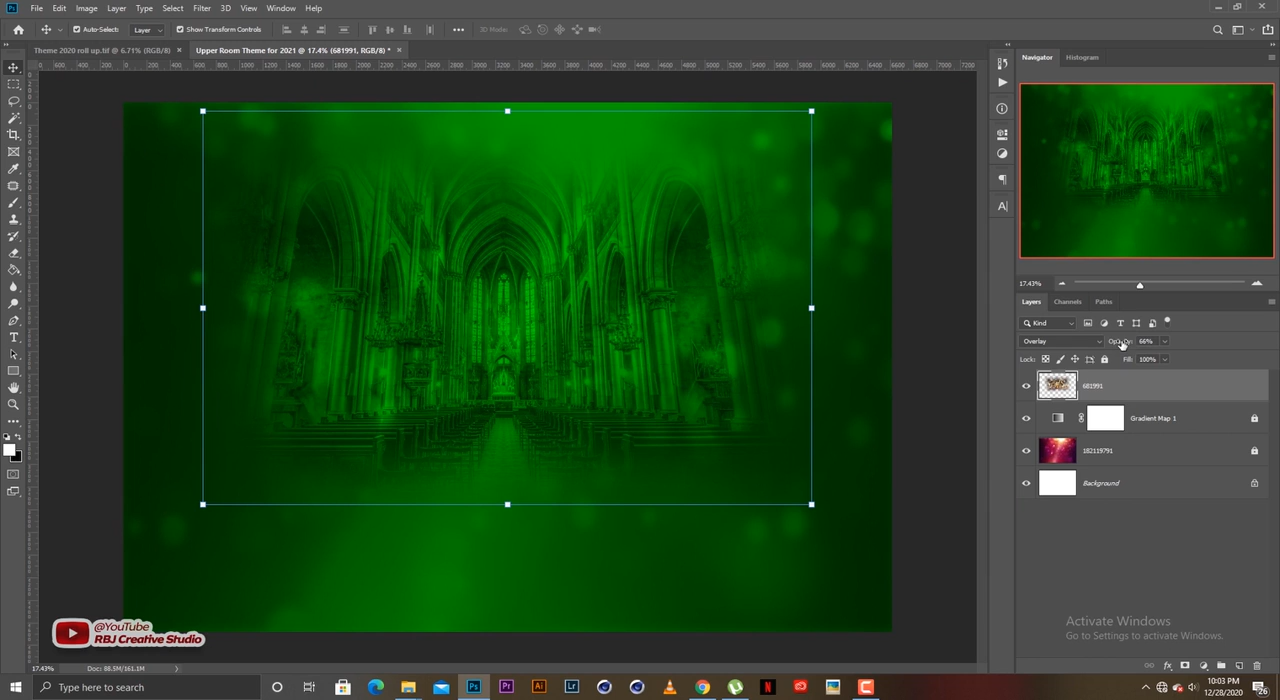 File Edit Image Layer Type Select Filter 3D View Window Help
Auto-Select: Layer Show Transform Controls 3D Mode:
Theme 2020 roll up.tif @ 6.71% (RGB/8) × Upper Room Theme for 2021 @ 17.4% (681991, RGB/8) * ×
Navigator Histogram
17.43%
Layers Channels Paths
Kind
Overlay 66%
Lock: Fill: 100%
681991
Gradient Map 1
182119791
Background
@YouTube
RBJ Creative Studio
Activate Windows
Go to Settings to activate Windows.
17.43% Doc: 88.5M/161.1M
Type here to search
10:03 PM
12/28/2020
26